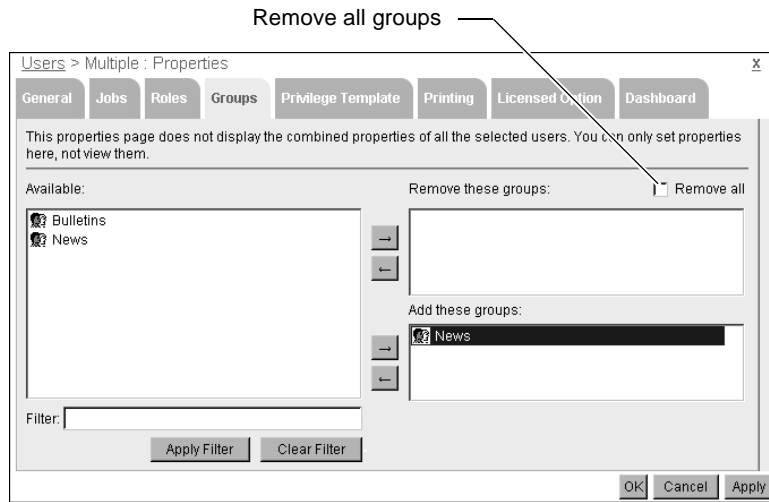 Remove all groups
Users > Multiple : Properties x
General Jobs Roles Groups Privilege Template Printing Licensed Option Dashboard
This properties page does not display the combined properties of all the selected users. You can only set properties
here, not view them.
Available: Remove these groups: Remove all
Bulletins
News
Add these groups:
News
Filter:
Apply Filter Clear Filter
OK Cancel Apply